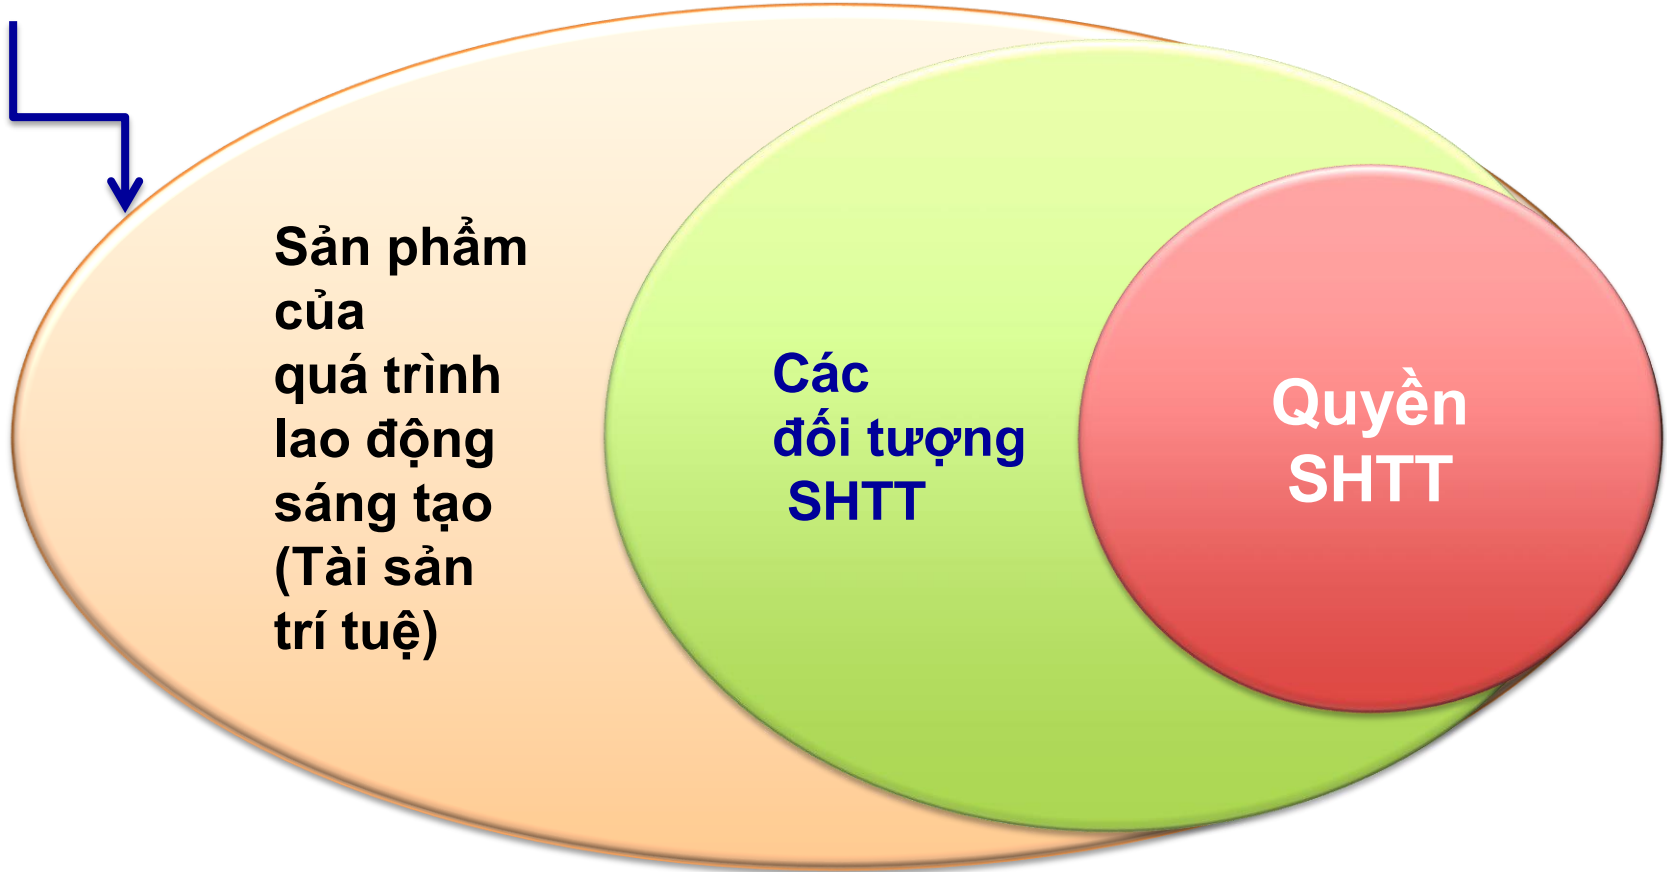 Sản phẩm
của
quá trình
lao động
sáng tạo
(Tài sản
trí tuệ)
Các
đối tượng
SHTT
Quyền
SHTT